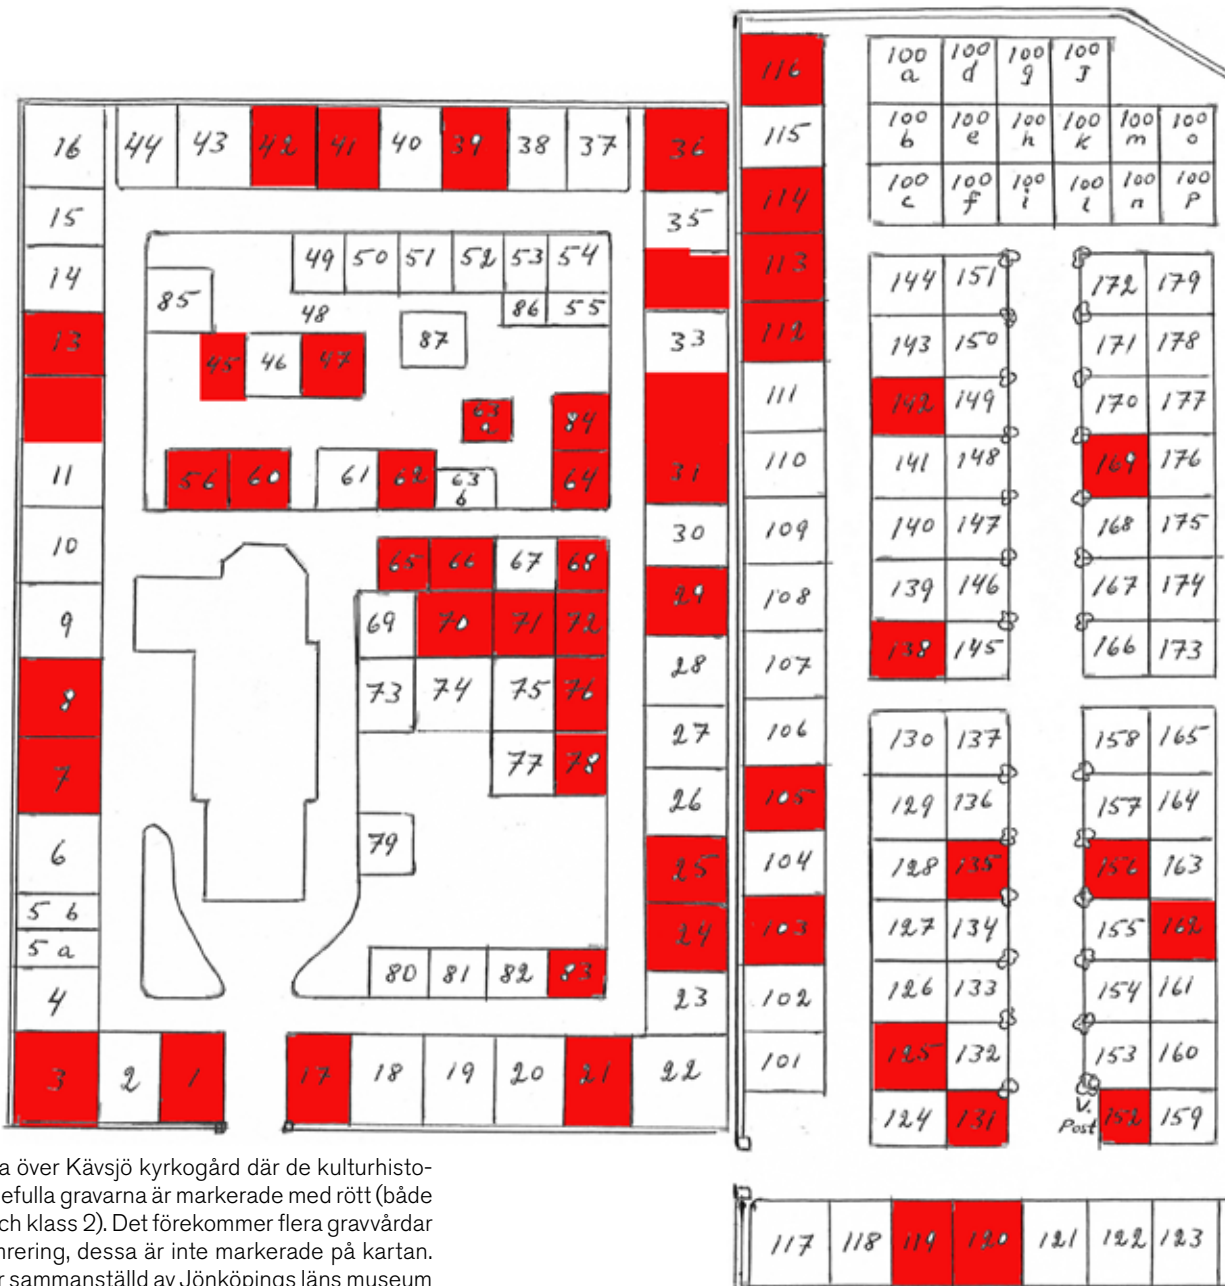 116
100 a 100 d 100 g 100 J
115
100 b 100 e 100 h 100 k 100 m 100 o
114
100 c 100 f 100 i 100 l 100 n 100 p
16 44 43 42 41 40 39 38 37 36
15
35
14
49 50 51 52 53 54
113
144 151 172 179
85
86 55
48
87
13
33
112
143 150 171 178
45 46 47
111
142 149 170 177
63 a
84
11
56 60 61 62 63 b 64
31
110
141 148 169 176
10
30
109
140 147 168 175
65 66 67 68
9
69 70 71 72
29
108
139 146 167 174
8
73 74 75 76
28
107
138 145 166 173
7
77 78
27
106
130 137 158 165
26
105
129 136 157 164
6
79
25
104
128 135 156 163
5 b
5 a
24
103
127 134 155 162
80 81 82 83
4
23
102
126 133 154 161
3 2 1 17 18 19 20 21 22
101
125 132 153 160
V. Post
124 131 152 159
117 118 119 120 121 122 123
a över Kävsjö kyrkogård där de kulturhisto-
efulla gravarna är markerade med rött (både
ch klass 2). Det förekommer flera gravvårdar
nrering, dessa är inte markerade på kartan.
r sammanställd av Jönköpings läns museum